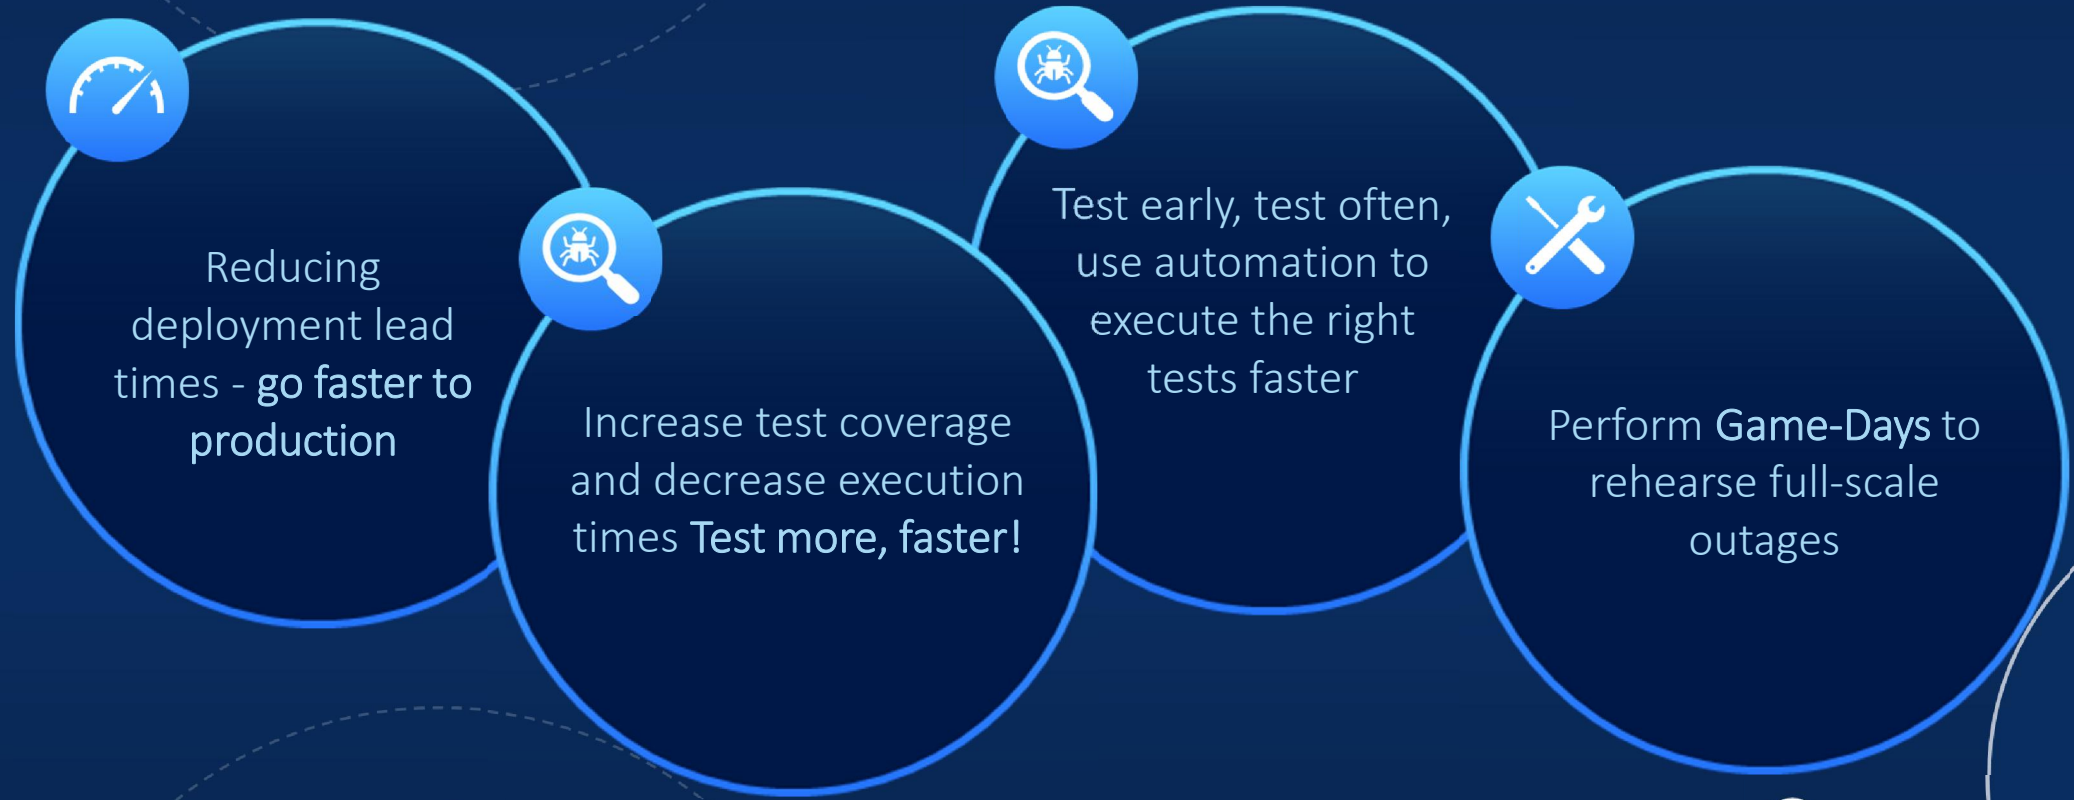 Reducing
deployment lead
times - go faster to
production
Increase test coverage
and decrease execution
times Test more, faster!
Test early, test often,
use automation to
execute the right
tests faster
Perform Game-Days to
rehearse full-scale
outages